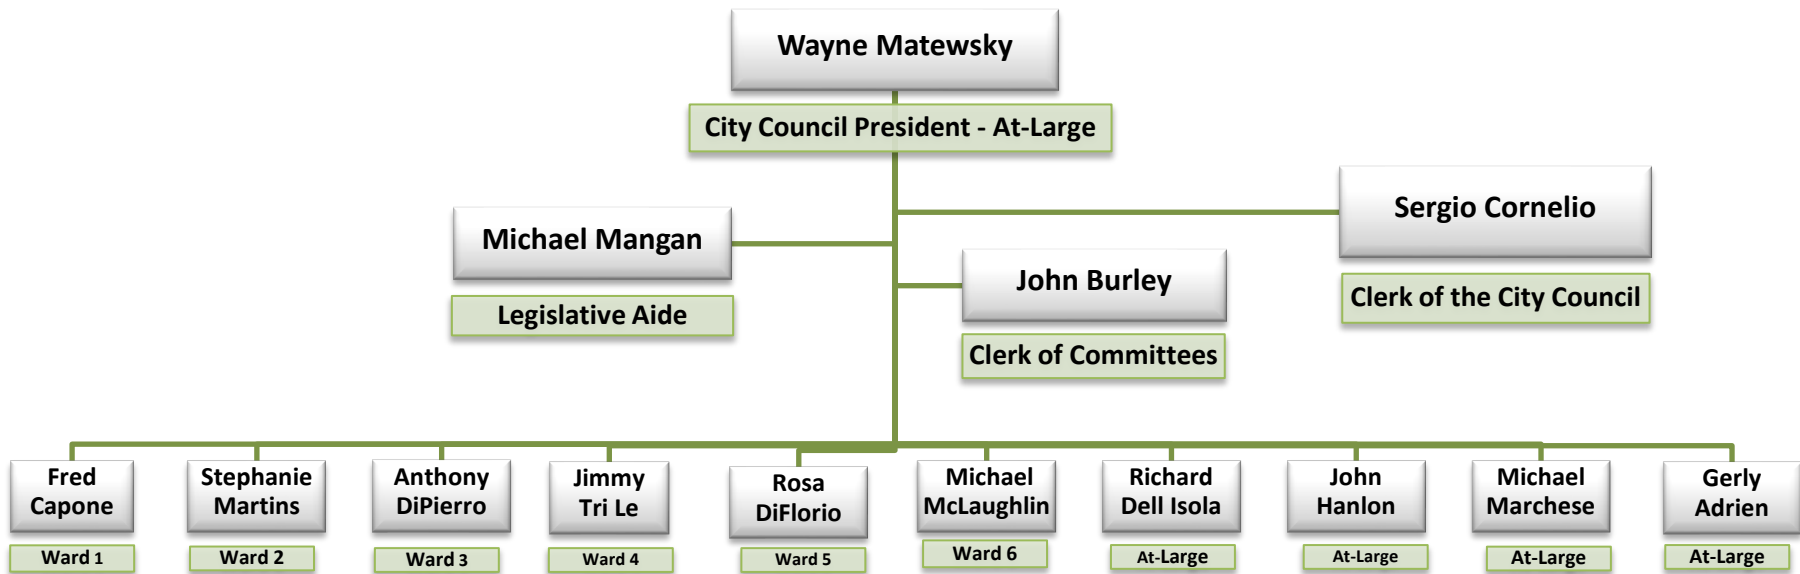 Wayne Matewsky
City Council President - At-Large
Sergio Cornelio
Clerk of the City Council
Michael Mangan
Legislative Aide
John Burley
Clerk of Committees
Fred
Capone
Ward 1
Stephanie
Martins
Ward 2
Anthony
DiPierro
Ward 3
Jimmy
Tri Le
Ward 4
Rosa
DiFlorio
Ward 5
Michael
McLaughlin
Ward 6
Richard
Dell Isola
At-Large
John
Hanlon
At-Large
Michael
Marchese
At-Large
Gerly
Adrien
At-Large